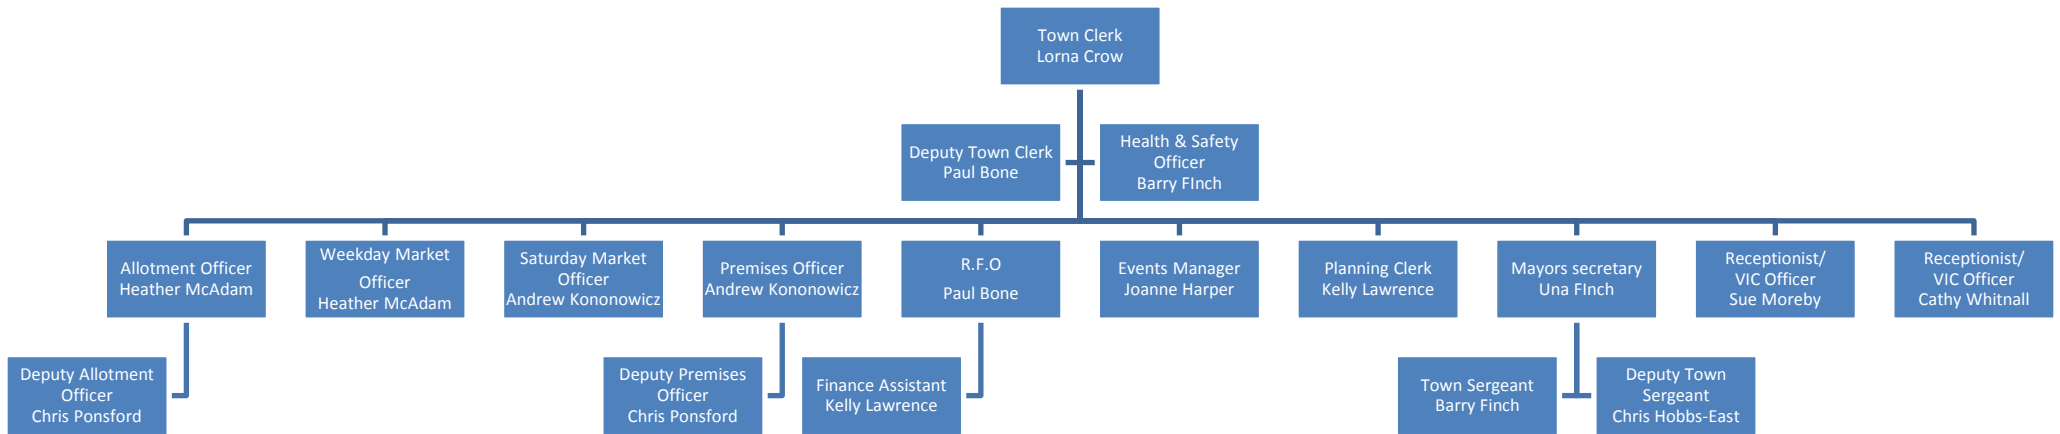 Town Clerk
Lorna Crow
Deputy Town Clerk
Paul Bone
Health & Safety
Officer
Barry FInch
Allotment Officer
Heather McAdam
Weekday Market
Officer
Heather McAdam
Saturday Market
Officer
Andrew Kononowicz
Premises Officer
Andrew Kononowicz
R.F.O
Paul Bone
Events Manager
Joanne Harper
Planning Clerk
Kelly Lawrence
Mayors secretary
Una FInch
Receptionist/
VIC Officer
Sue Moreby
Receptionist/
VIC Officer
Cathy Whitnall
Deputy Allotment
Officer
Chris Ponsford
Deputy Premises
Officer
Chris Ponsford
Finance Assistant
Kelly Lawrence
Town Sergeant
Barry Finch
Deputy Town
Sergeant
Chris Hobbs-East